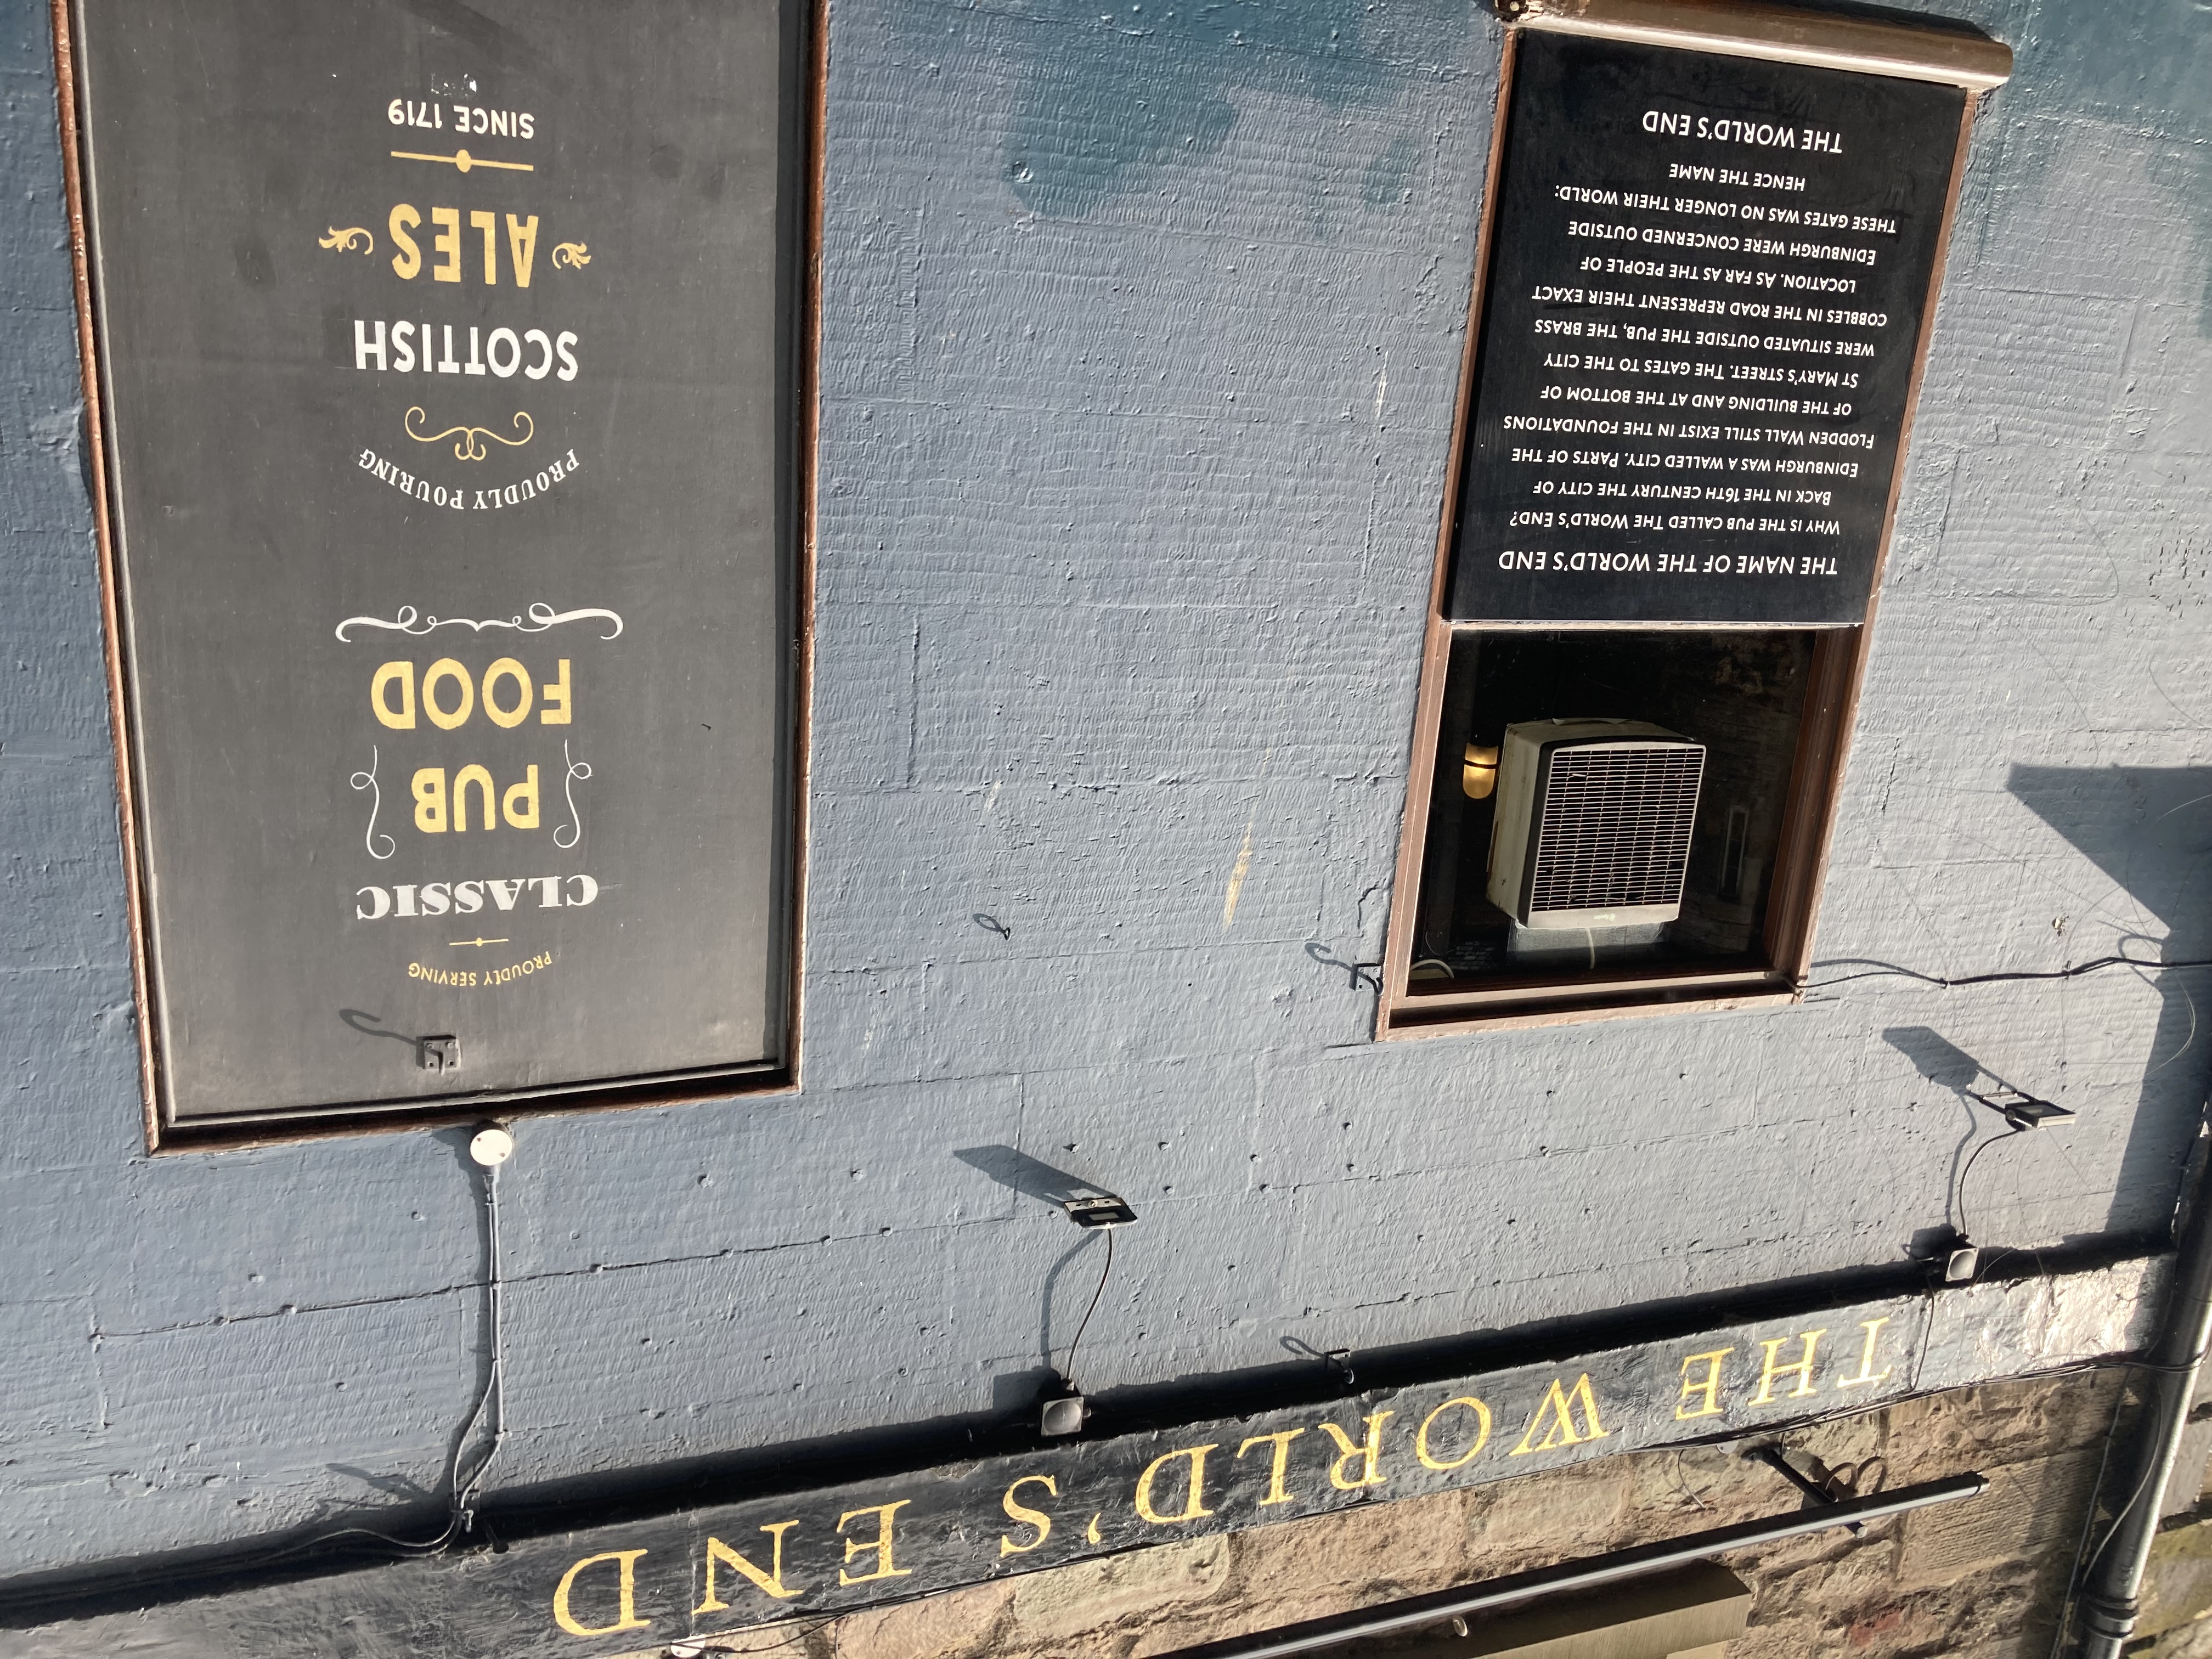 THE WORLD'S END
THE NAME OF THE WORLD'S END
WHY IS THE PUB CALLED THE WORLD'S END?
BACK IN THE 16TH CENTURY THE CITY OF
EDINBURGH WAS A WALLED CITY. PARTS OF THE
FLODDEN WALL STILL EXIST IN THE FOUNDATIONS
OF THE BUILDING AND AT THE BOTTOM OF
ST MARY'S STREET. THE GATES TO THE CITY
WERE SITUATED OUTSIDE THE PUB, THE BRASS
COBBLES IN THE ROAD REPRESENT THEIR EXACT
LOCATION. AS FAR AS THE PEOPLE OF
EDINBURGH WERE CONCERNED OUTSIDE
THESE GATES WAS NO LONGER THEIR WORLD:
HENCE THE NAME
THE WORLD'S END
PROUDLY SERVING
CLASSIC
PUB
FOOD
PROUDLY POURING
SCOTTISH
ALES
SINCE 1719